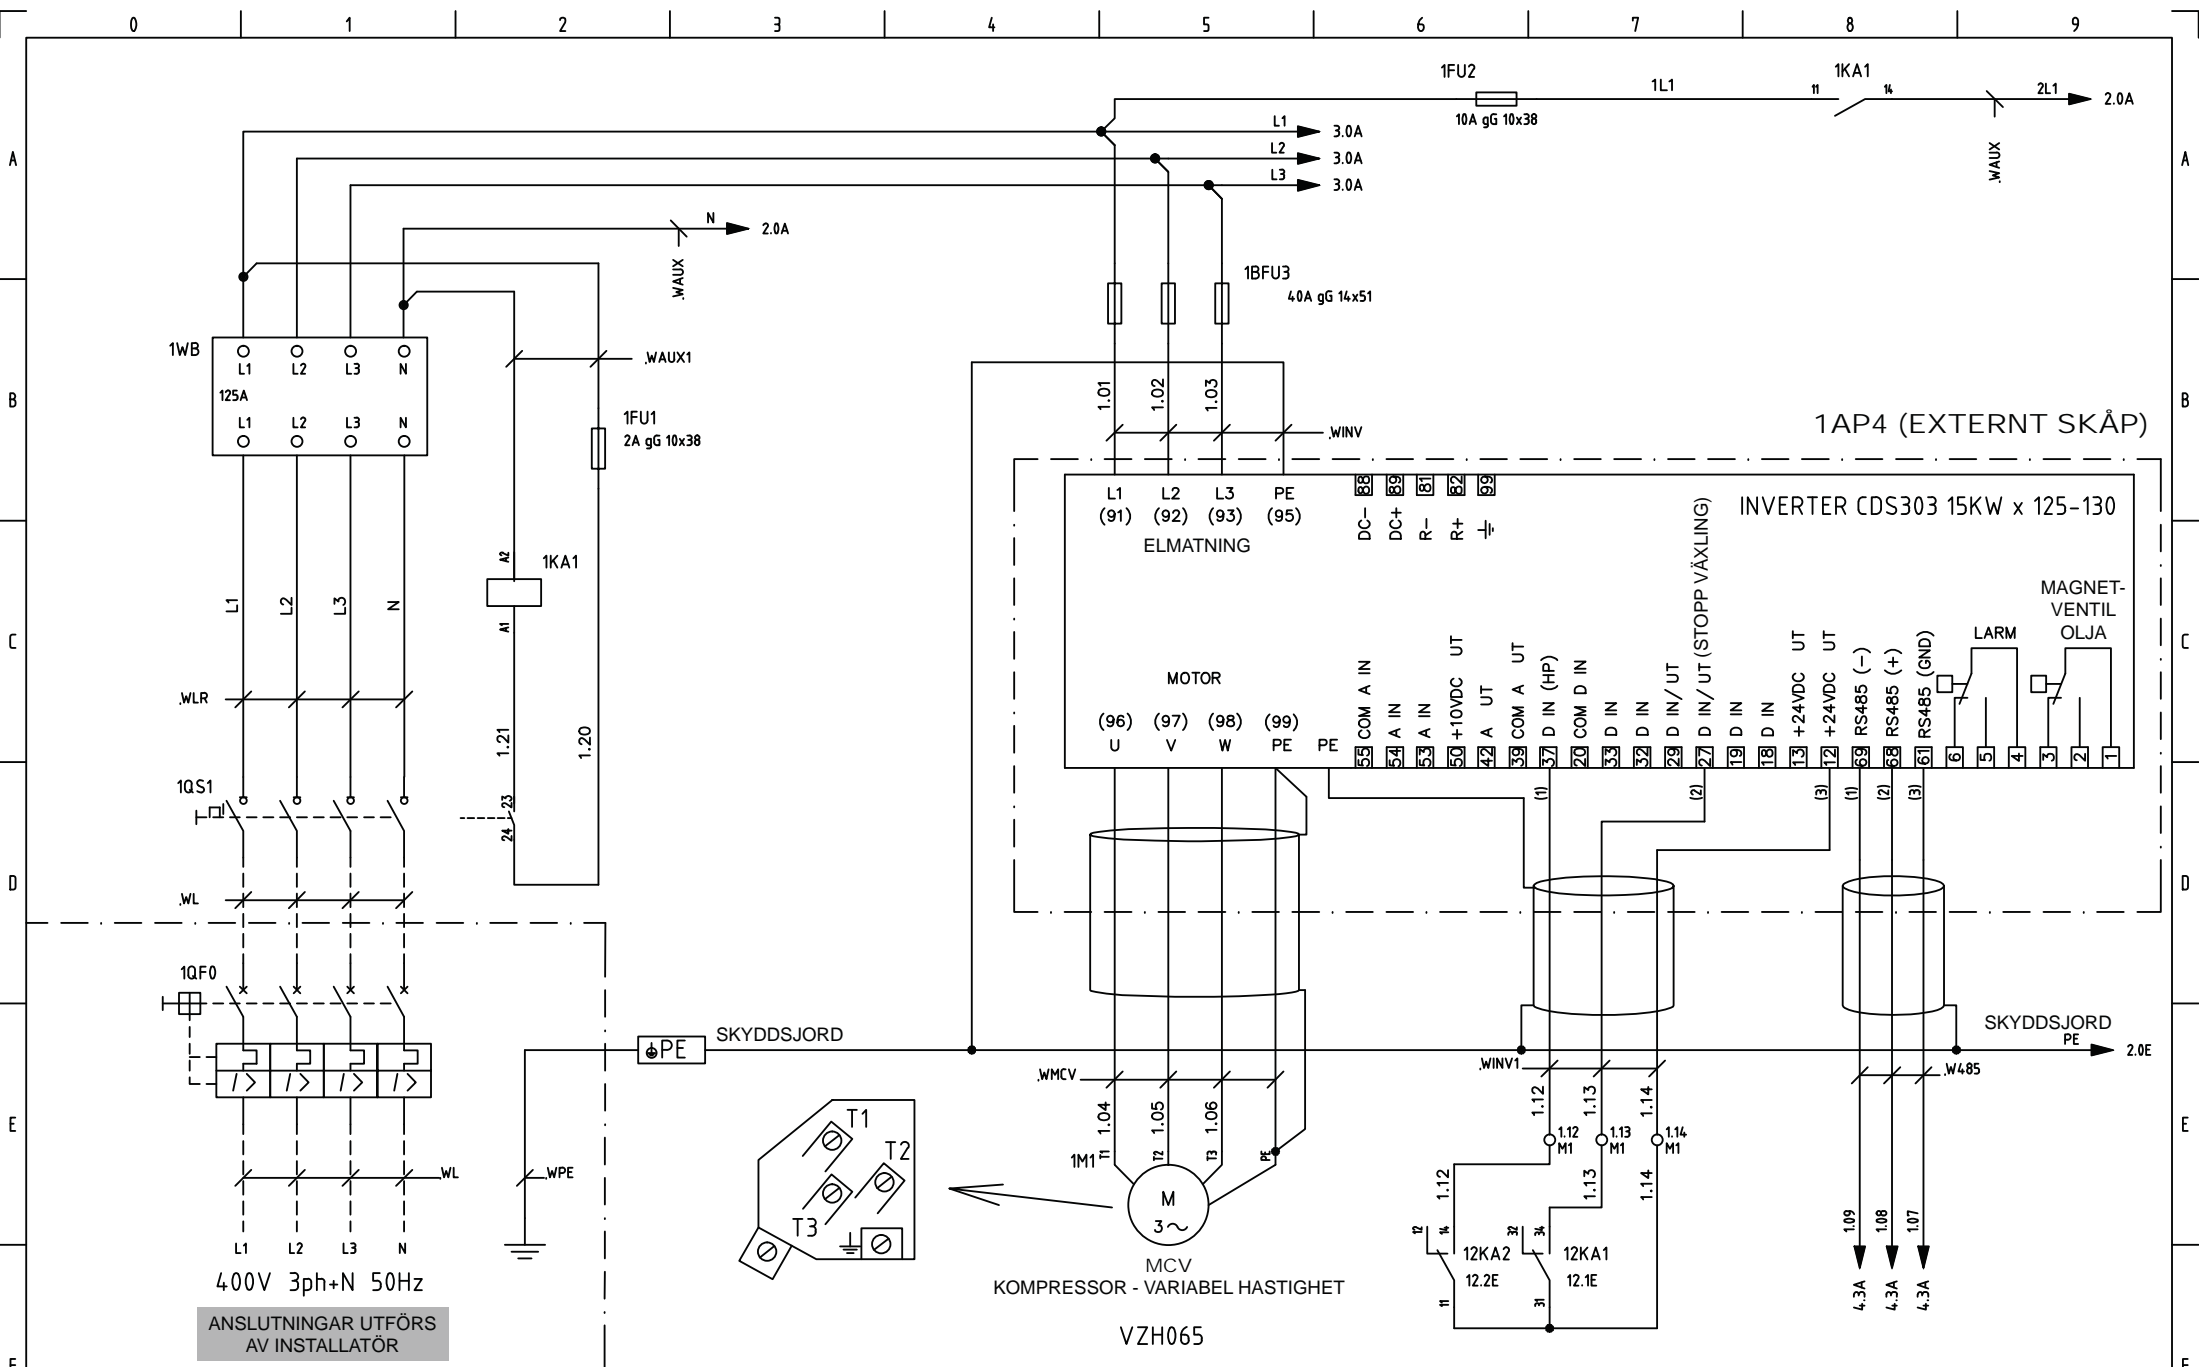 0 1 2 3 4 5 6 7 8 9
1FU2 1L1 1KA1
11 14 2L1 2.0A
10A gG 10x38
L1 3.0A
L2 3.0A
L3 3.0A
A A
.WAUX
N 2.0A
.WAUX
1BFU3
40A gG 14x51
1WB
L1 L2 L3 N
125A
L1 L2 L3 N
.WAUX1
B B
1FU1
2A gG 10x38
1.01 1.02 1.03
.WINV
1AP4 (EXTERNT SKÅP)
L1 L2 L3 PE
(91) (92) (93) (95)
ELMATNING
88 89 81 82 99
DC- DC+ R- R+
INVERTER CDS303 15KW x 125-130
A2
1KA1
A1
L1 L2 L3 N
C C
MAGNET-
VENTIL
OLJA
LARM
MOTOR
(96) (97) (98) (99)
U V W PE PE
55 COM A IN
54 A IN
53 A IN
50 +10VDC UT
42 A UT
39 COM A UT
37 D IN (HP)
20 COM D IN
33 D IN
32 D IN
29 D IN/ UT
27 D IN/ UT (STOPP VÄXLING)
19 D IN
18 D IN
13 +24VDC UT
12 +24VDC UT
69 RS485 (-)
68 RS485 (+)
61 RS485 (GND)
6 5 4 3 2 1
.WLR
1.21 1.20
1QS1
23
24
(1) (2) (3) (1) (2) (3)
D D
.WL
1QF0
PE SKYDDSJORD
SKYDDSJORD
PE 2.0E
.WMCV .WINV1 .W485
1.04 1.05 1.06
1.12 1.13 1.14
E E
T1
T2
T3
1M1 T1 T2 T3 PE
1.12 M1
1.13 M1
1.14 M1
.WL .WPE
1.12 1.13 1.14
M
3
12 14 32 34
12KA2 12KA1
12.2E 12.1E
11 31
1.09 1.08 1.07
4.3A 4.3A 4.3A
L1 L2 L3 N
400V 3ph+N 50Hz
MCV
KOMPRESSOR - VARIABEL HASTIGHET
VZH065
ANSLUTNINGAR UTFÖRS
AV INSTALLATÖR